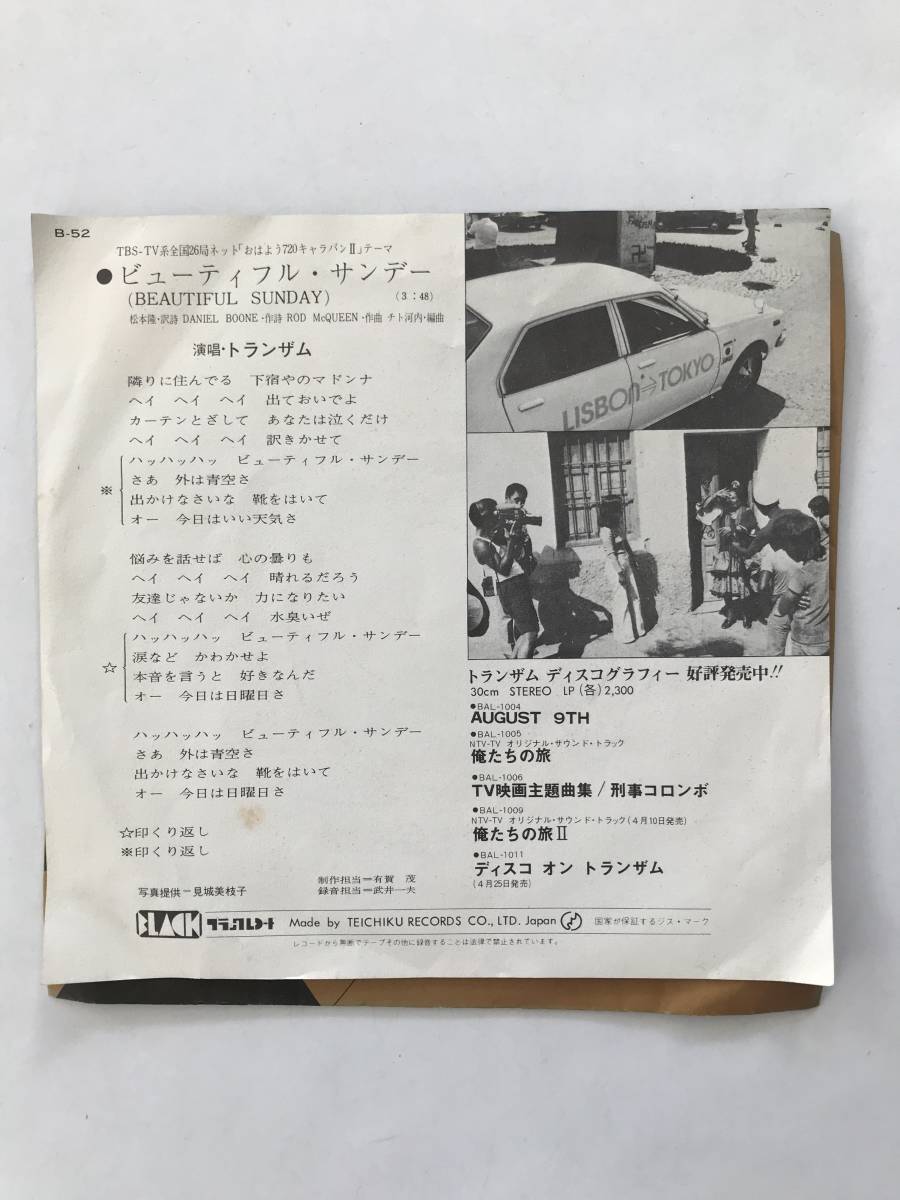 B-52
TBS-TV系全国26局ネット「おはよう720キャラバンⅡ」テーマ
●ビューティフル・サンデー
(BEAUTIFUL SUNDAY) (3:48)
松本隆・訳詩 DANIEL BOONE・作詩 ROD McQUEEN・作曲 チト河内・編曲
演唱・トランザム
隣りに住んでる 下宿やのマドンナ
ヘイ ヘイ ヘイ 出ておいでよ
カーテンとざして あなたは泣くだけ
ヘイ ヘイ ヘイ 訳きかせて
※ ハッハッハッ ビューティフル・サンデー
さあ 外は青空さ
出かけなさいな 靴をはいて
オー 今日はいい天気さ
悩みを話せば 心の曇りも
ヘイ ヘイ ヘイ 晴れるだろう
友達じゃないか 力になりたい
ヘイ ヘイ ヘイ 水臭いぜ
☆ ハッハッハッ ビューティフル・サンデー
涙など かわかせよ
本音を言うと 好きなんだ
オー 今日は日曜日さ
ハッハッハッ ビューティフル・サンデー
さあ 外は青空さ
出かけなさいな 靴をはいて
オー 今日は日曜日さ
☆印くり返し
※印くり返し
写真提供=見城美枝子
制作担当=有賀 茂
録音担当=武井一夫
LISBON⇒TOKYO
トランザム ディスコグラフィー 好評発売中!!
30cm STEREO LP(各)2,300
●BAL-1004
AUGUST 9TH
●BAL-1005
NTV-TV オリジナル・サウンド・トラック
俺たちの旅
●BAL-1006
TV映画主題曲集/刑事コロンボ
●BAL-1009
NTV-TV オリジナル・サウンド・トラック(4月10日発売)
俺たちの旅Ⅱ
●BAL-1011
ディスコ オン トランザム
(4月25日発売)
BLACK ブラックレコード Made by TEICHIKU RECORDS CO., LTD. Japan 国家が保証するジス・マーク
レコードから無断でテープその他に録音することは法律で禁止されています。